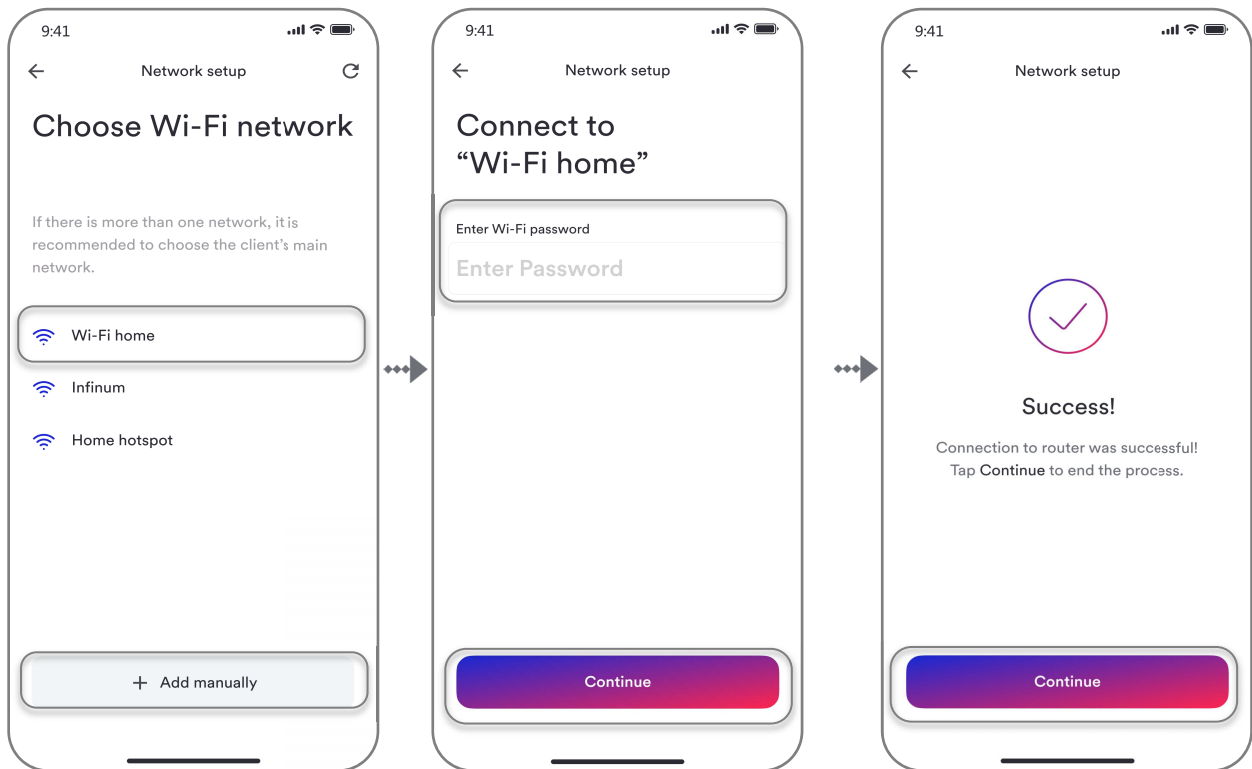 9:41
Network setup
Choose Wi-Fi network
If there is more than one network, it is
recommended to choose the client's main
network.
Wi-Fi home
Infinum
Home hotspot
+ Add manually
9:41
Network setup
Connect to
“Wi-Fi home”
Enter Wi-Fi password
Enter Password
Continue
9:41
Network setup
Success!
Connection to router was successful!
Tap Continue to end the process.
Continue